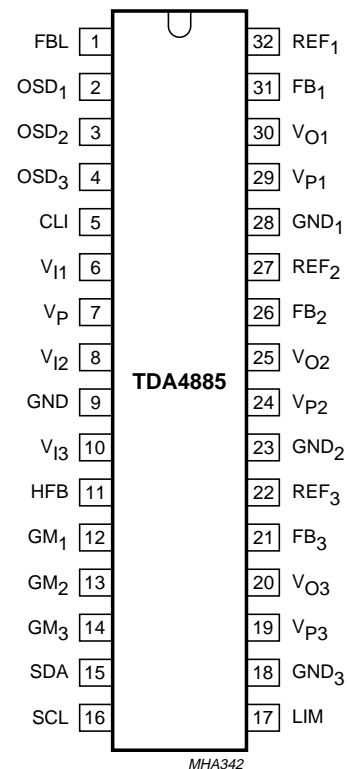 FBL 1 32 REF1
OSD1 2 31 FB1
OSD2 3 30 VO1
OSD3 4 29 VP1
CLI 5 28 GND1
VI1 6 27 REF2
VP 7 26 FB2
VI2 8 25 VO2
TDA4885
GND 9 24 VP2
VI3 10 23 GND2
HFB 11 22 REF3
GM1 12 21 FB3
GM2 13 20 VO3
GM3 14 19 VP3
SDA 15 18 GND3
SCL 16 17 LIM
MHA342